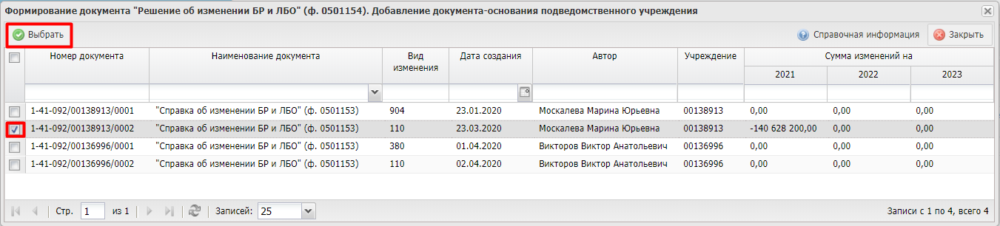 Формирование документа "Решение об изменении БР и ЛБО" (ф. 0501154). Добавление документа-основания подведомственного учреждения
Выбрать Справочная информация Закрыть
Номер документа Наименование документа Вид изменения Дата создания Автор Учреждение Сумма изменений на
2021 2022 2023
1-41-092/00138913/0001 "Справка об изменении БР и ЛБО" (ф. 0501153) 904 23.01.2020 Москалева Марина Юрьевна 00138913 0,00 0,00 0,00
1-41-092/00138913/0002 "Справка об изменении БР и ЛБО" (ф. 0501153) 110 23.03.2020 Москалева Марина Юрьевна 00138913 -140 628 200,00 0,00 0,00
1-41-092/00136996/0001 "Справка об изменении БР и ЛБО" (ф. 0501153) 380 01.04.2020 Викторов Виктор Анатольевич 00136996 0,00 0,00 0,00
1-41-092/00136996/0002 "Справка об изменении БР и ЛБО" (ф. 0501153) 110 02.04.2020 Викторов Виктор Анатольевич 00136996 0,00 0,00 0,00
Стр. 1 из 1 Записей: 25 Записи с 1 по 4, всего 4